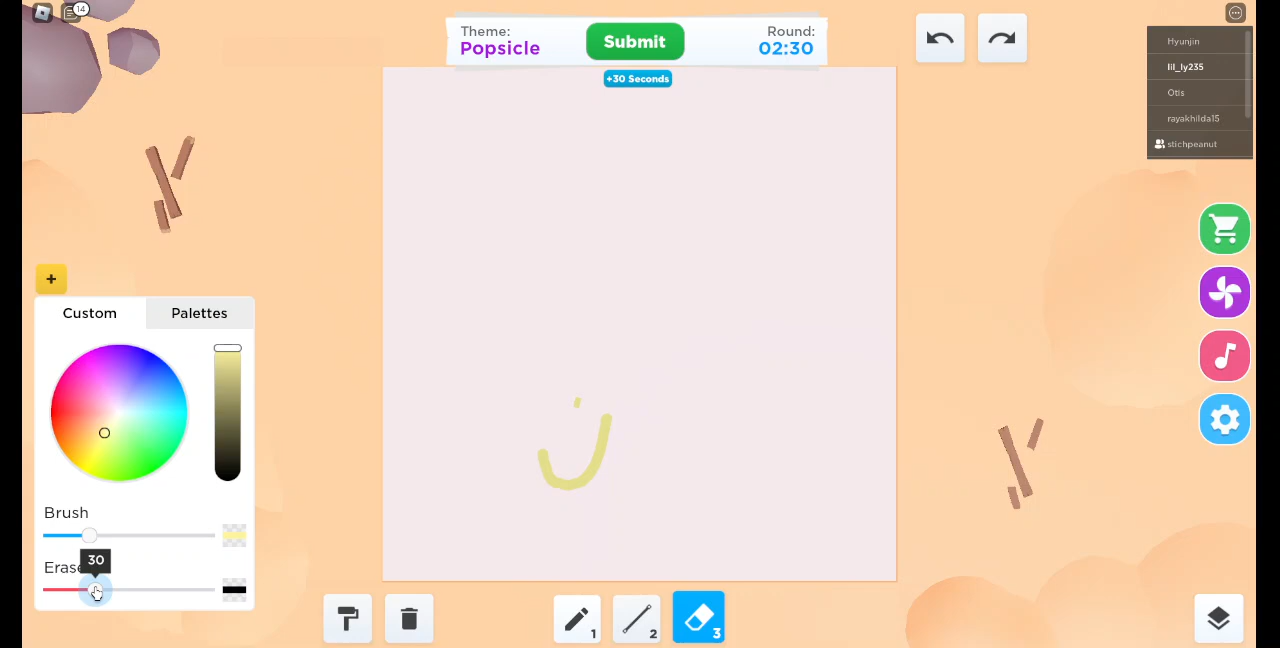 14
Theme:
Popsicle
Submit
Round:
02:30
+30 Seconds
Hyunjin
lil_ly235
Otis
rayakhilda15
stichpeanut
+
Custom
Palettes
Brush
30
Erase
1
2
3